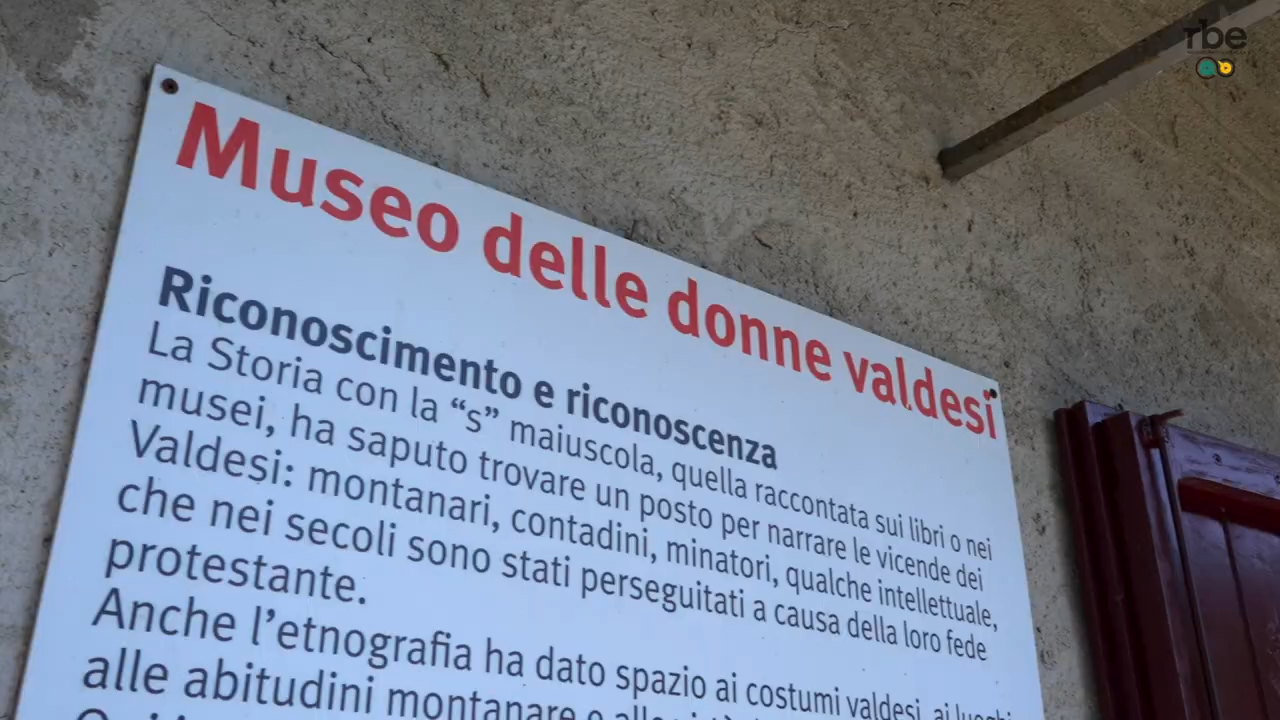 rbe
Museo delle donne valdesi
Riconoscimento e riconoscenza
La Storia con la “s” maiuscola, quella raccontata sui libri o nei
musei, ha saputo trovare un posto per narrare le vicende dei
Valdesi: montanari, contadini, minatori, qualche intellettuale,
che nei secoli sono stati perseguitati a causa della loro fede
protestante.
Anche l’etnografia ha dato spazio ai costumi valdesi, ai luoghi
alle abitudini montanare e